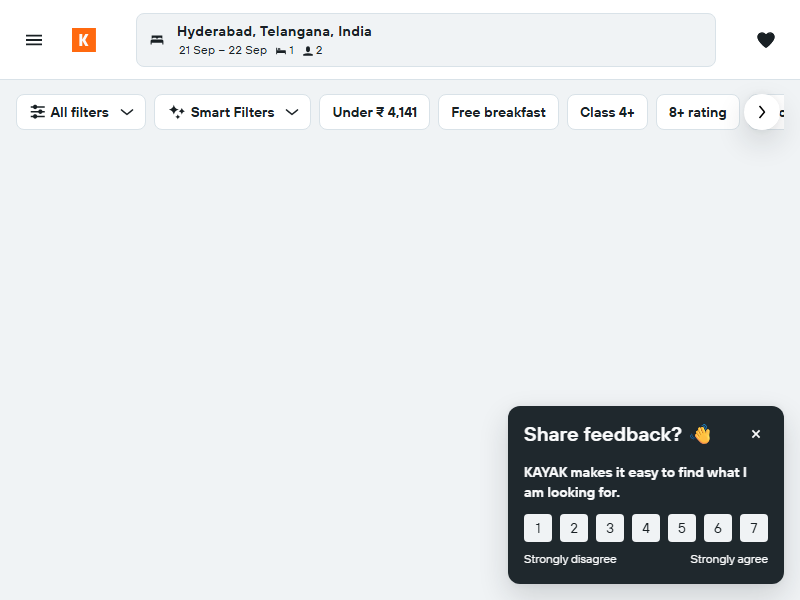 K
Hyderabad, Telangana, India
21 Sep – 22 Sep 1 2
All filters
Smart Filters
Under ₹ 4,141
Free breakfast
Class 4+
8+ rating
Share feedback? 👋
KAYAK makes it easy to find what I
am looking for.
1 2 3 4 5 6 7
Strongly disagree
Strongly agree